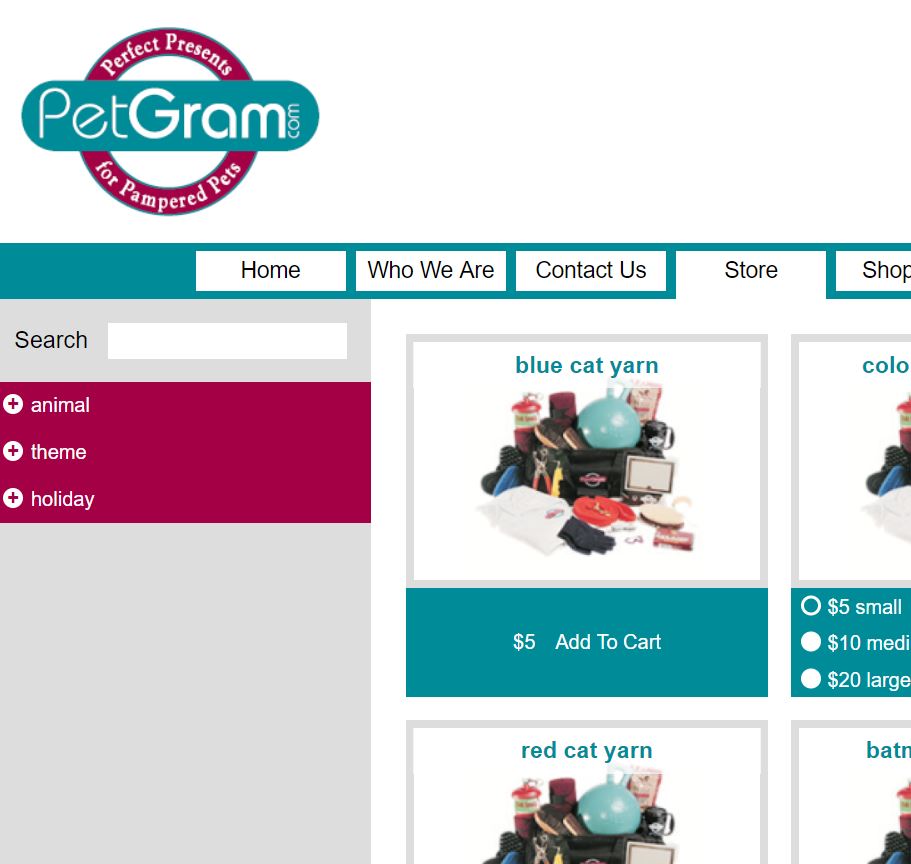 Perfect Presents
PetGram.com
for Pampered Pets
Home
Who We Are
Contact Us
Store
Shop
Search
animal
theme
holiday
blue cat yarn
$5
Add To Cart
colo
$5 small
$10 medi
$20 large
red cat yarn
batm